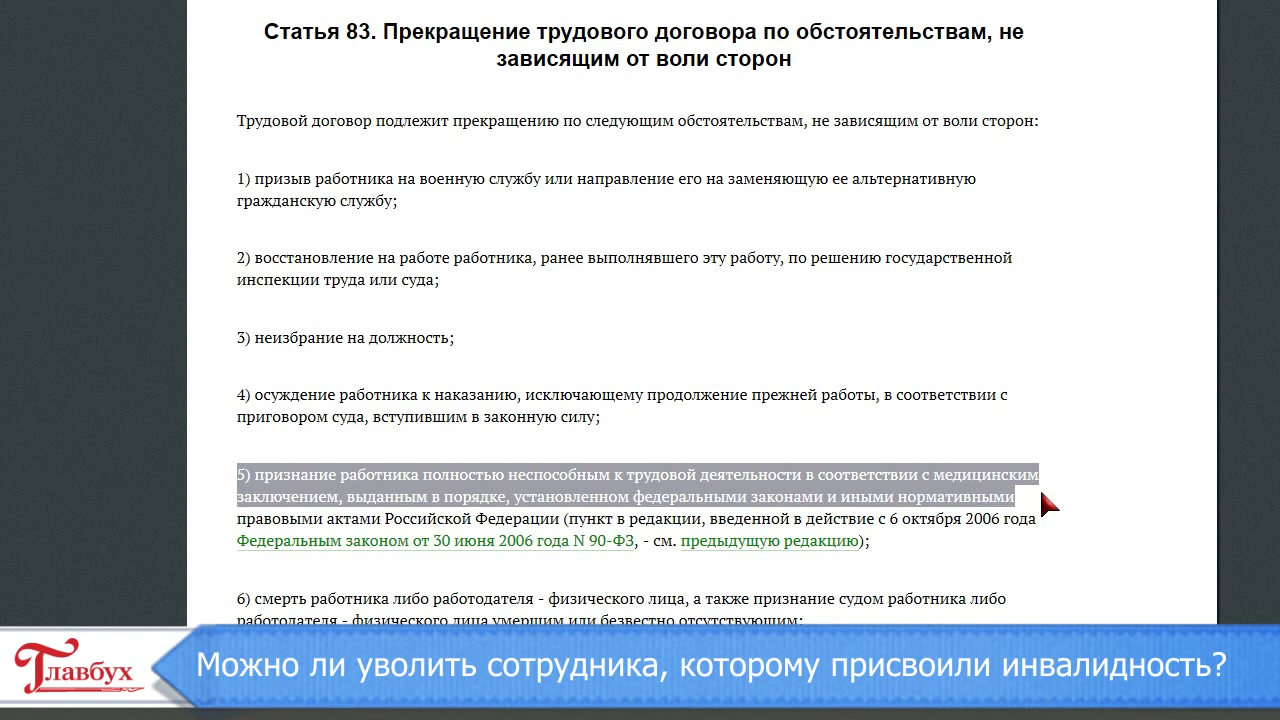 Статья 83. Прекращение трудового договора по обстоятельствам, не
зависящим от воли сторон
Трудовой договор подлежит прекращению по следующим обстоятельствам, не зависящим от воли сторон:
1) призыв работника на военную службу или направление его на заменяющую ее альтернативную
гражданскую службу;
2) восстановление на работе работника, ранее выполнявшего эту работу, по решению государственной
инспекции труда или суда;
3) неизбрание на должность;
4) осуждение работника к наказанию, исключающему продолжение прежней работы, в соответствии с
приговором суда, вступившим в законную силу;
5) признание работника полностью неспособным к трудовой деятельности в соответствии с медицинским
заключением, выданным в порядке, установленном федеральными законами и иными нормативными
правовыми актами Российской Федерации (пункт в редакции, введенной в действие с 6 октября 2006 года
Федеральным законом от 30 июня 2006 года N 90-ФЗ, - см. предыдущую редакцию);
6) смерть работника либо работодателя - физического лица, а также признание судом работника либо
работодателя - физического лица умершим или безвестно отсутствующим;
Главбух
Можно ли уволить сотрудника, которому присвоили инвалидность?